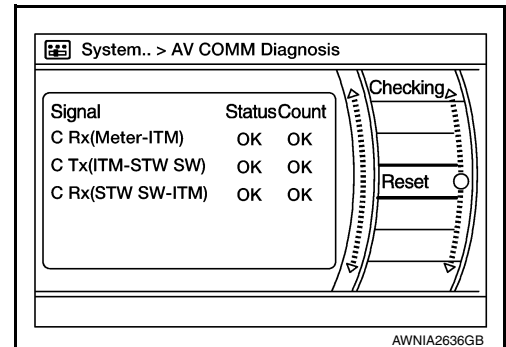 System.. > AV COMM Diagnosis
Checking
Signal Status Count
C Rx(Meter-ITM) OK OK
C Tx(ITM-STW SW) OK OK
C Rx(STW SW-ITM) OK OK
Reset
AWNIA2636GB